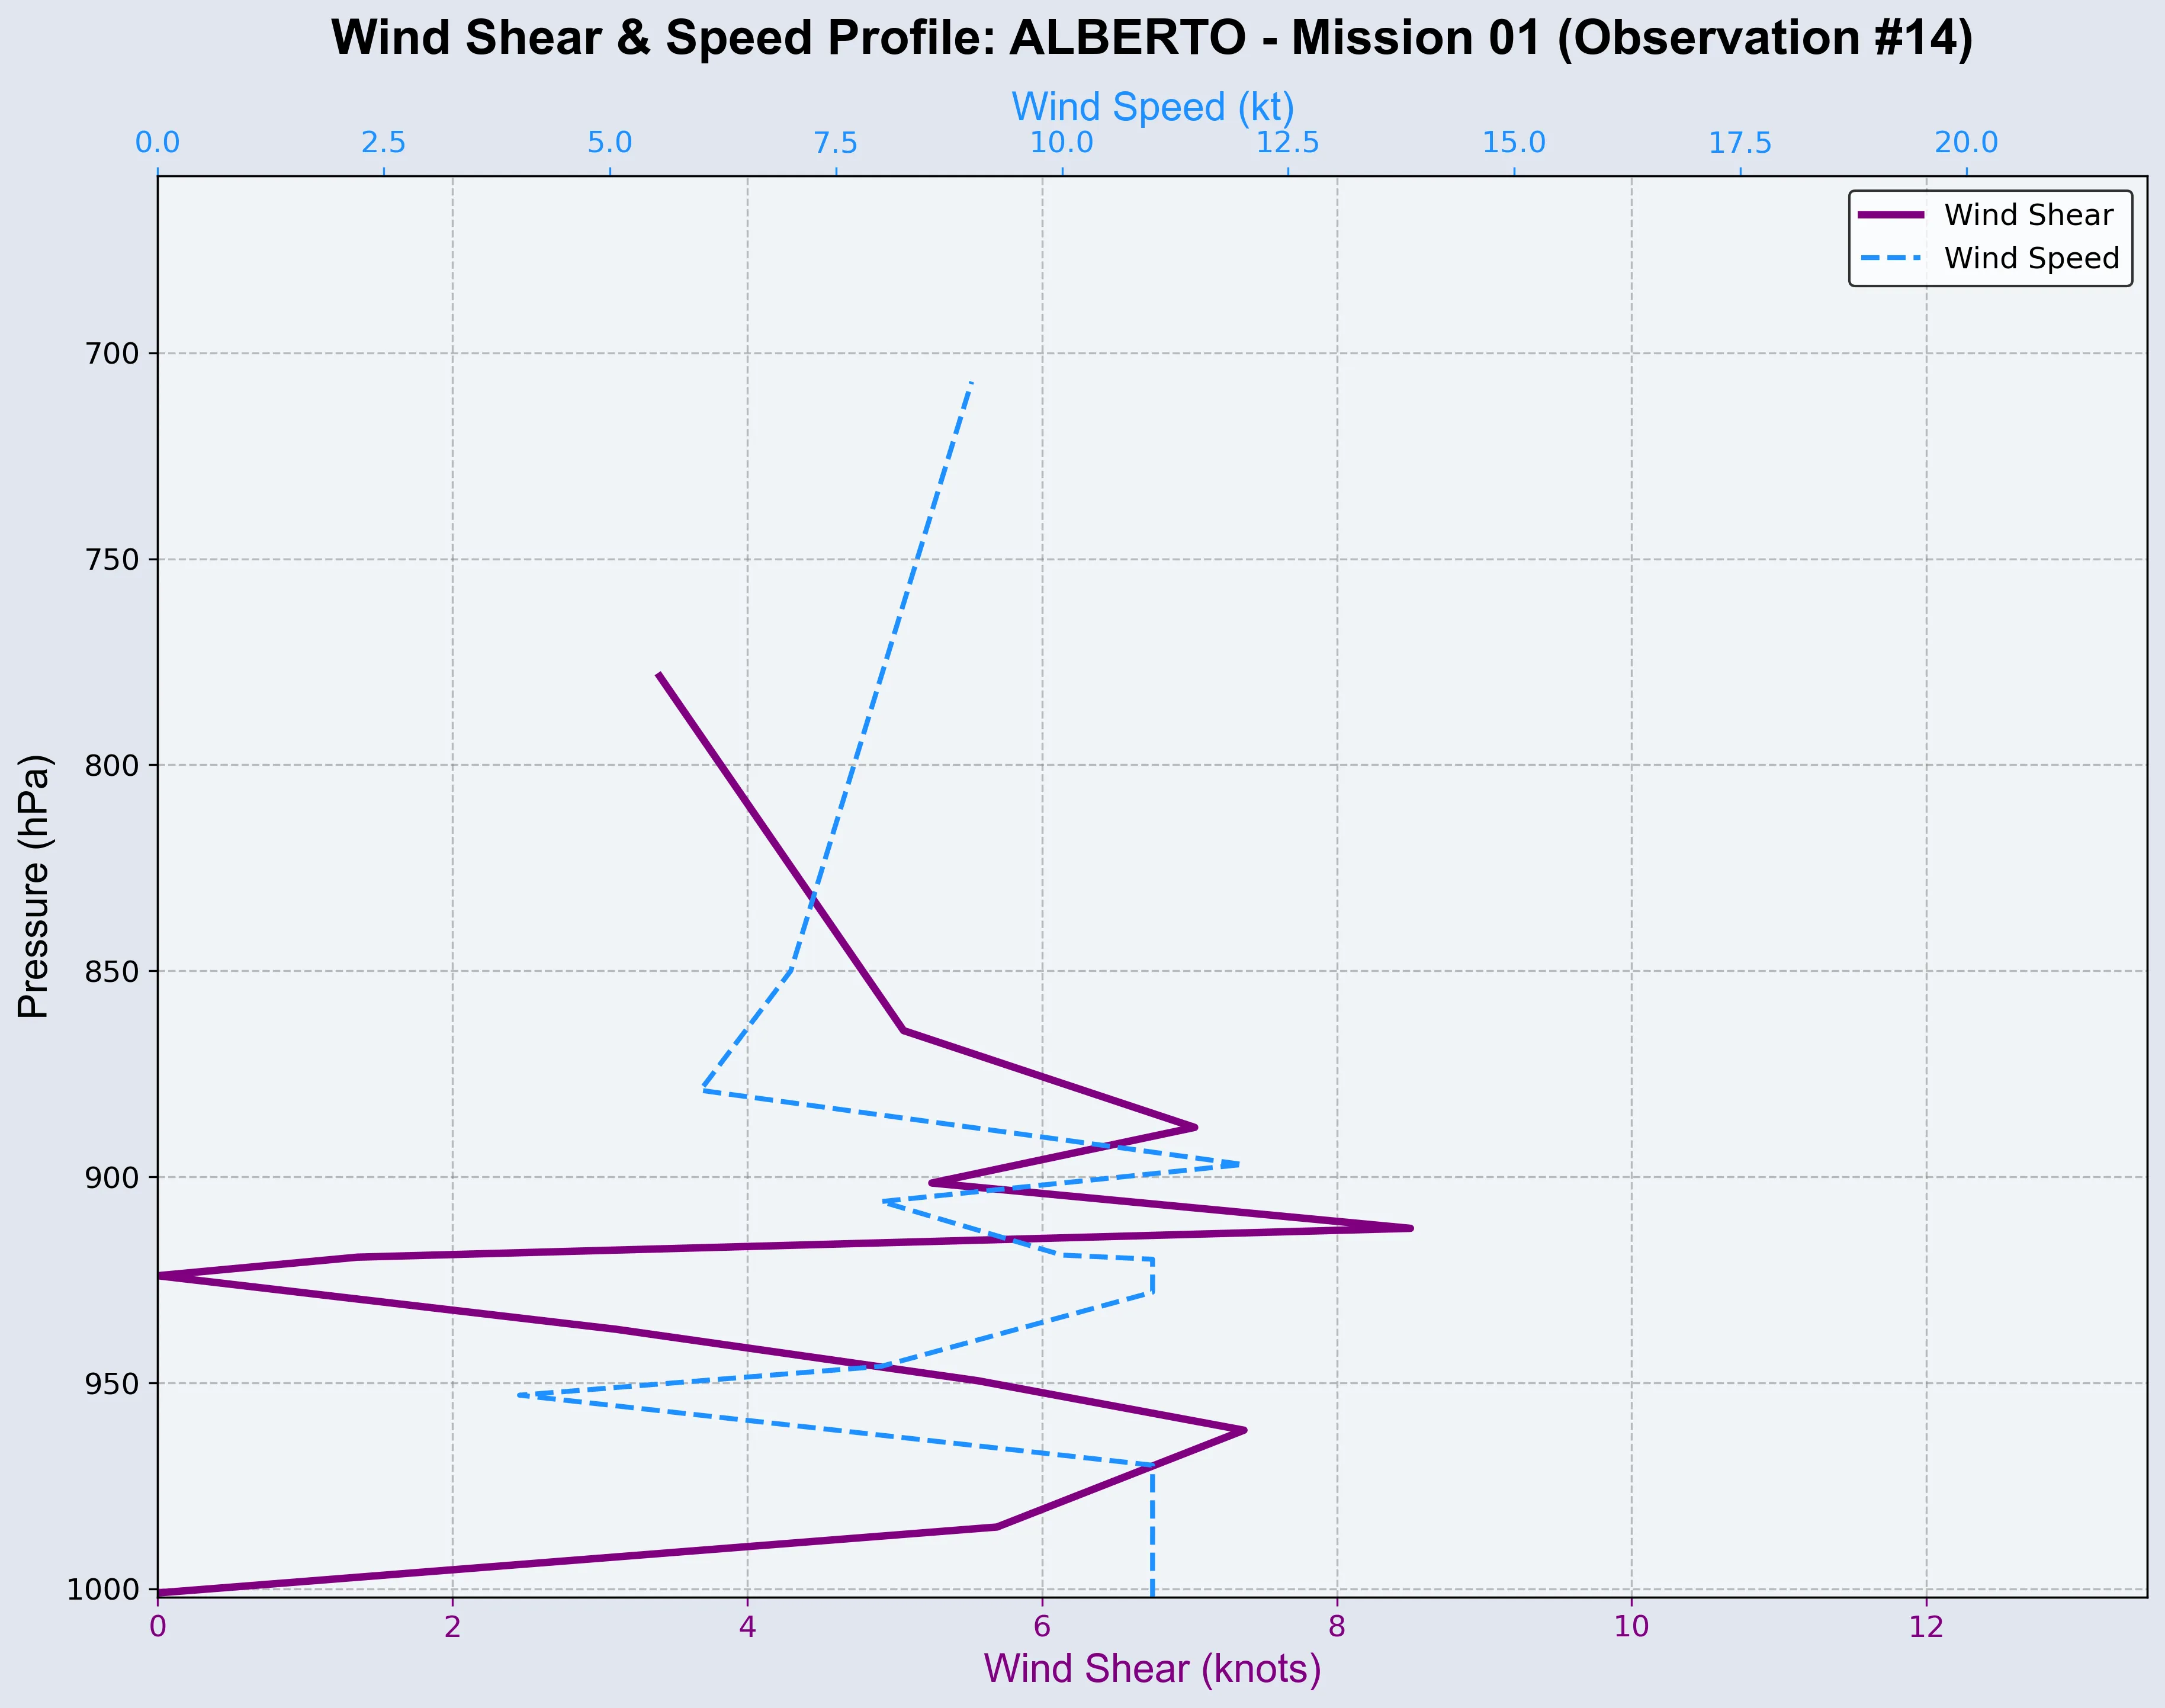 Wind Shear & Speed Profile: ALBERTO - Mission 01 (Observation #14)
Wind Speed (kt)
0.0 2.5 5.0 7.5 10.0 12.5 15.0 17.5 20.0
Wind Shear
Wind Speed
Pressure (hPa)
700
750
800
850
900
950
1000
0 2 4 6 8 10 12
Wind Shear (knots)